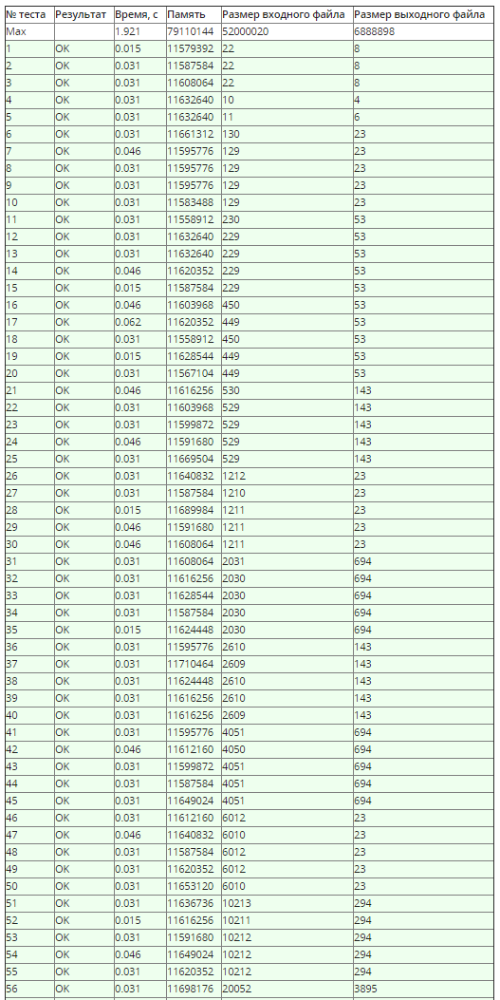 № теста Результат Время, с Память Размер входного файла Размер выходного файла
Max 1.921 79110144 52000020 6888898
1 OK 0.015 11579392 22 8
2 OK 0.031 11587584 22 8
3 OK 0.031 11608064 22 8
4 OK 0.031 11632640 10 4
5 OK 0.031 11632640 11 6
6 OK 0.031 11661312 130 23
7 OK 0.046 11595776 129 23
8 OK 0.031 11595776 129 23
9 OK 0.031 11595776 129 23
10 OK 0.031 11583488 129 23
11 OK 0.031 11558912 230 53
12 OK 0.031 11632640 229 53
13 OK 0.031 11632640 229 53
14 OK 0.046 11620352 229 53
15 OK 0.015 11587584 229 53
16 OK 0.046 11603968 450 53
17 OK 0.062 11620352 449 53
18 OK 0.031 11558912 450 53
19 OK 0.015 11628544 449 53
20 OK 0.031 11567104 449 53
21 OK 0.046 11616256 530 143
22 OK 0.031 11603968 529 143
23 OK 0.031 11599872 529 143
24 OK 0.046 11591680 529 143
25 OK 0.031 11669504 529 143
26 OK 0.031 11640832 1212 23
27 OK 0.031 11587584 1210 23
28 OK 0.015 11689984 1211 23
29 OK 0.046 11591680 1211 23
30 OK 0.046 11608064 1211 23
31 OK 0.031 11608064 2031 694
32 OK 0.031 11616256 2030 694
33 OK 0.031 11628544 2030 694
34 OK 0.031 11587584 2030 694
35 OK 0.015 11624448 2030 694
36 OK 0.031 11595776 2610 143
37 OK 0.031 11710464 2609 143
38 OK 0.031 11624448 2610 143
39 OK 0.031 11616256 2610 143
40 OK 0.031 11616256 2609 143
41 OK 0.031 11595776 4051 694
42 OK 0.046 11612160 4050 694
43 OK 0.031 11599872 4051 694
44 OK 0.031 11587584 4051 694
45 OK 0.031 11649024 4051 694
46 OK 0.031 11612160 6012 23
47 OK 0.046 11640832 6010 23
48 OK 0.031 11587584 6012 23
49 OK 0.031 11620352 6012 23
50 OK 0.031 11653120 6010 23
51 OK 0.031 11636736 10213 294
52 OK 0.015 11616256 10211 294
53 OK 0.031 11591680 10212 294
54 OK 0.046 11649024 10212 294
55 OK 0.031 11620352 10212 294
56 OK 0.031 11698176 20052 3895